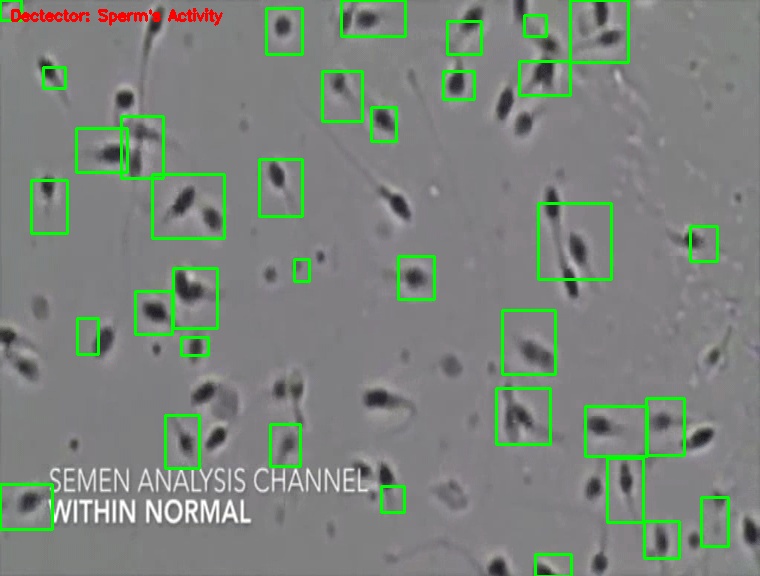 Dectector: Sperm's Activity
SEMEN ANALYSIS CHANNEL
WITHIN NORMAL